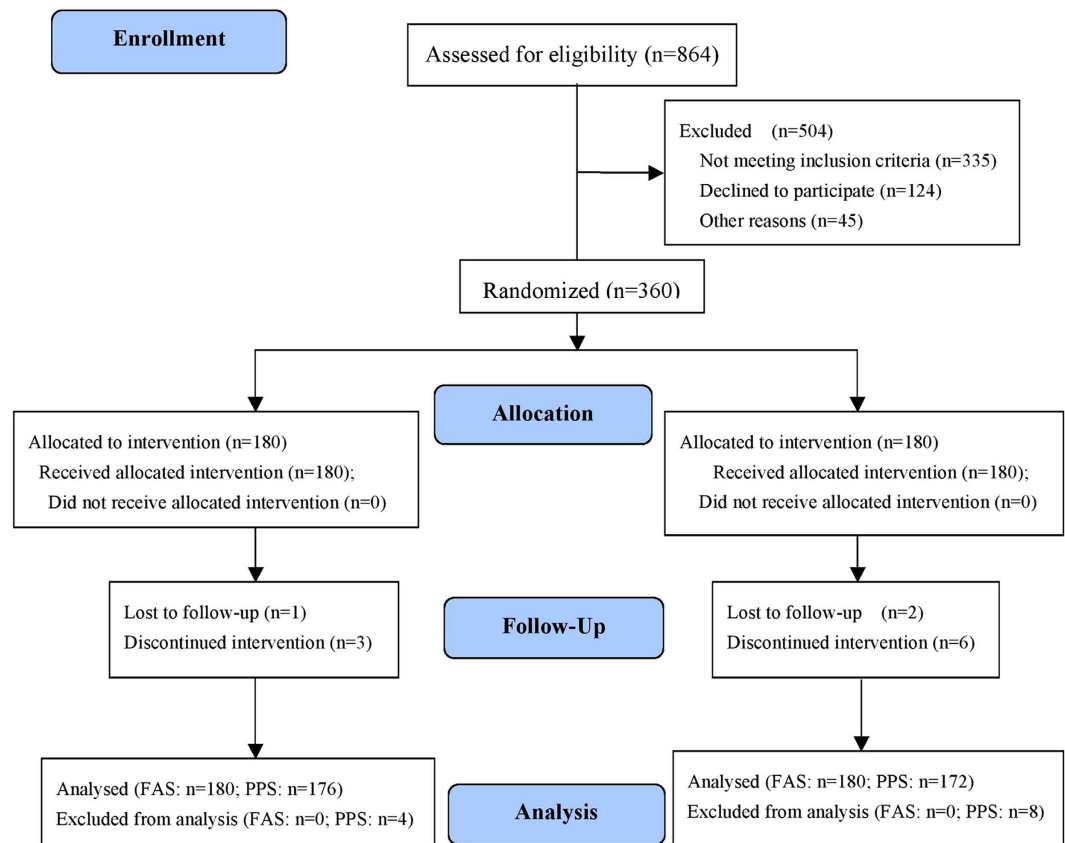 Enrollment
Assessed for eligibility (n=864)
Excluded (n=504)
Not meeting inclusion criteria (n=335)
Declined to participate (n=124)
Other reasons (n=45)
Randomized (n=360)
Allocation
Allocated to intervention (n=180)
Received allocated intervention (n=180);
Did not receive allocated intervention (n=0)
Allocated to intervention (n=180)
Received allocated intervention (n=180);
Did not receive allocated intervention (n=0)
Follow-Up
Lost to follow-up (n=1)
Discontinued intervention (n=3)
Lost to follow-up (n=2)
Discontinued intervention (n=6)
Analysis
Analysed (FAS: n=180; PPS: n=176)
Excluded from analysis (FAS: n=0; PPS: n=4)
Analysed (FAS: n=180; PPS: n=172)
Excluded from analysis (FAS: n=0; PPS: n=8)